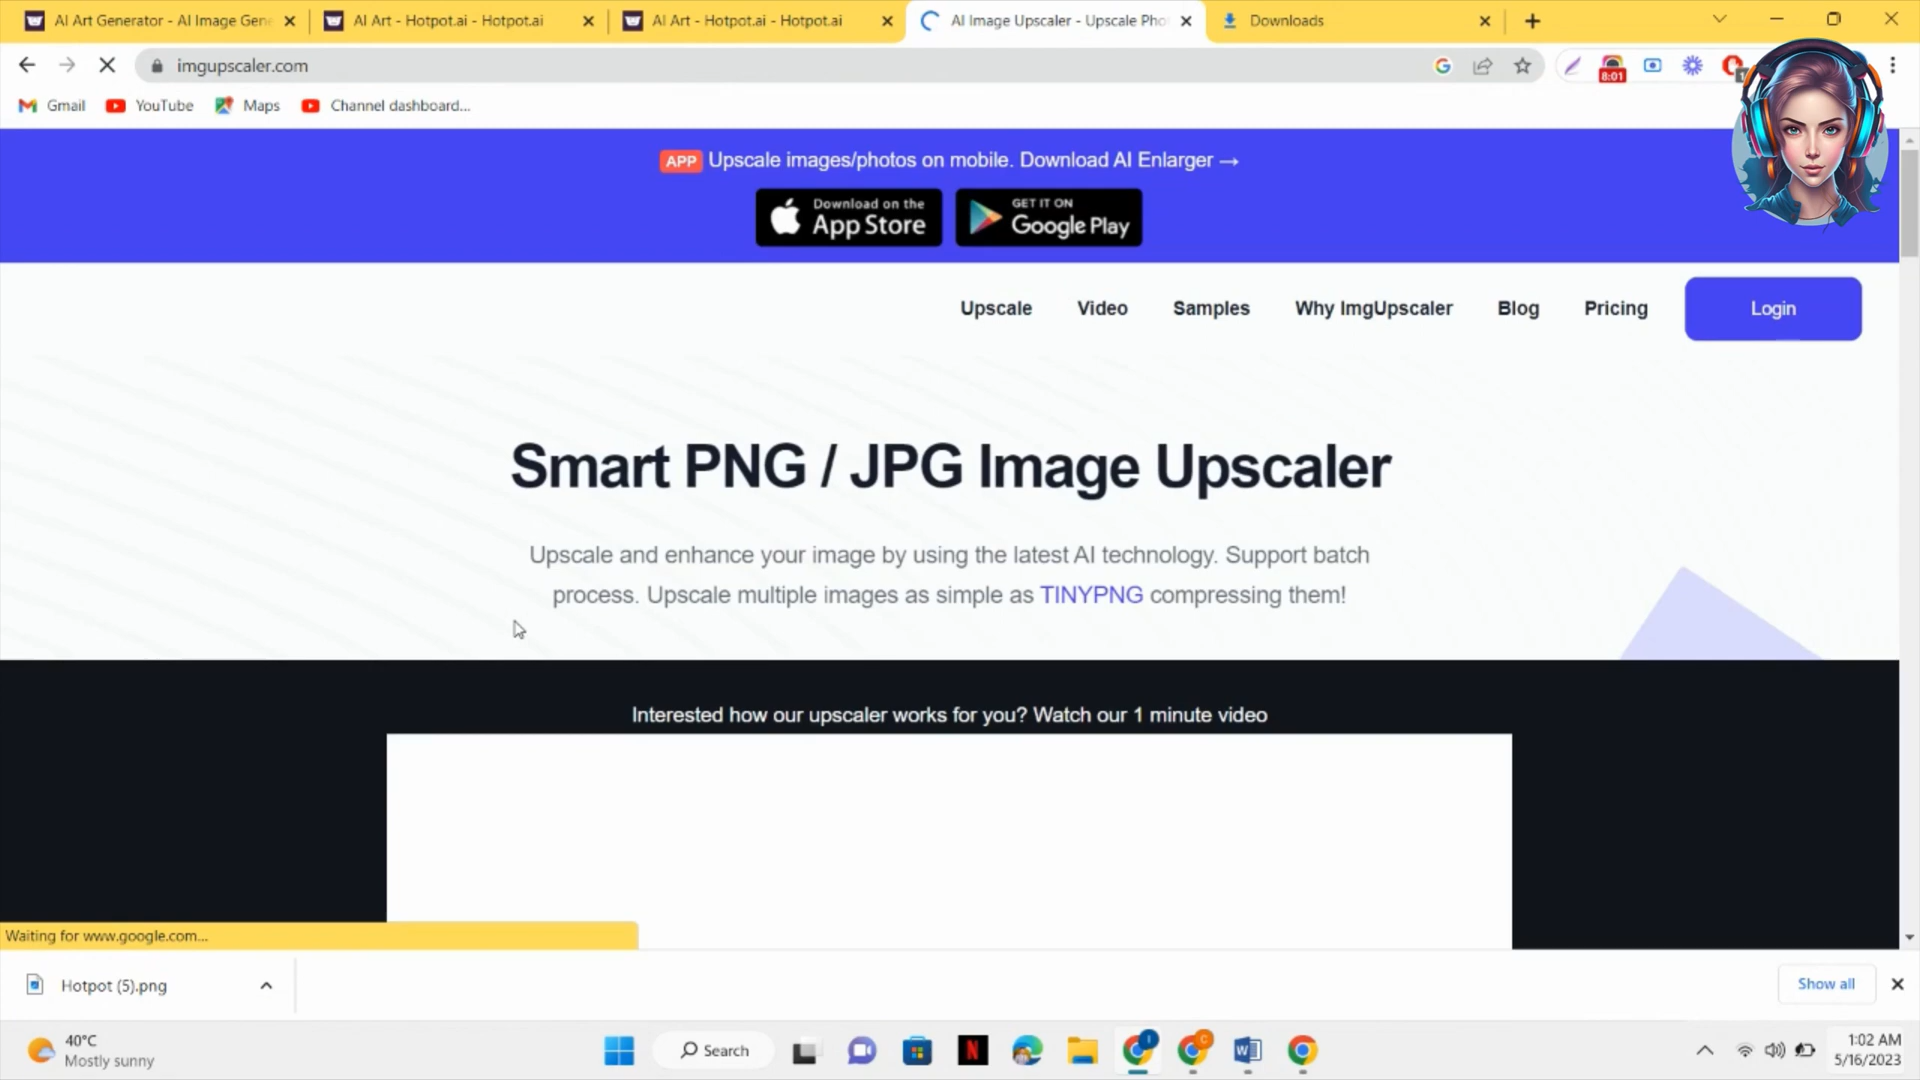 AI Art Generator - AI Image Gene
AI Art - Hotpot.ai - Hotpot.ai
AI Art - Hotpot.ai - Hotpot.ai
AI Image Upscaler - Upscale Pho
Downloads
imgupscaler.com
8:01
Gmail
YouTube
Maps
Channel dashboard...
APP Upscale images/photos on mobile. Download AI Enlarger →
Download on the
App Store
GET IT ON
Google Play
Upscale
Video
Samples
Why ImgUpscaler
Blog
Pricing
Login
Smart PNG / JPG Image Upscaler
Upscale and enhance your image by using the latest AI technology. Support batch
process. Upscale multiple images as simple as TINYPNG compressing them!
Interested how our upscaler works for you? Watch our 1 minute video
Waiting for www.google.com...
Hotpot (5).png
Show all
40°C
Mostly sunny
Search
1:02 AM
5/16/2023